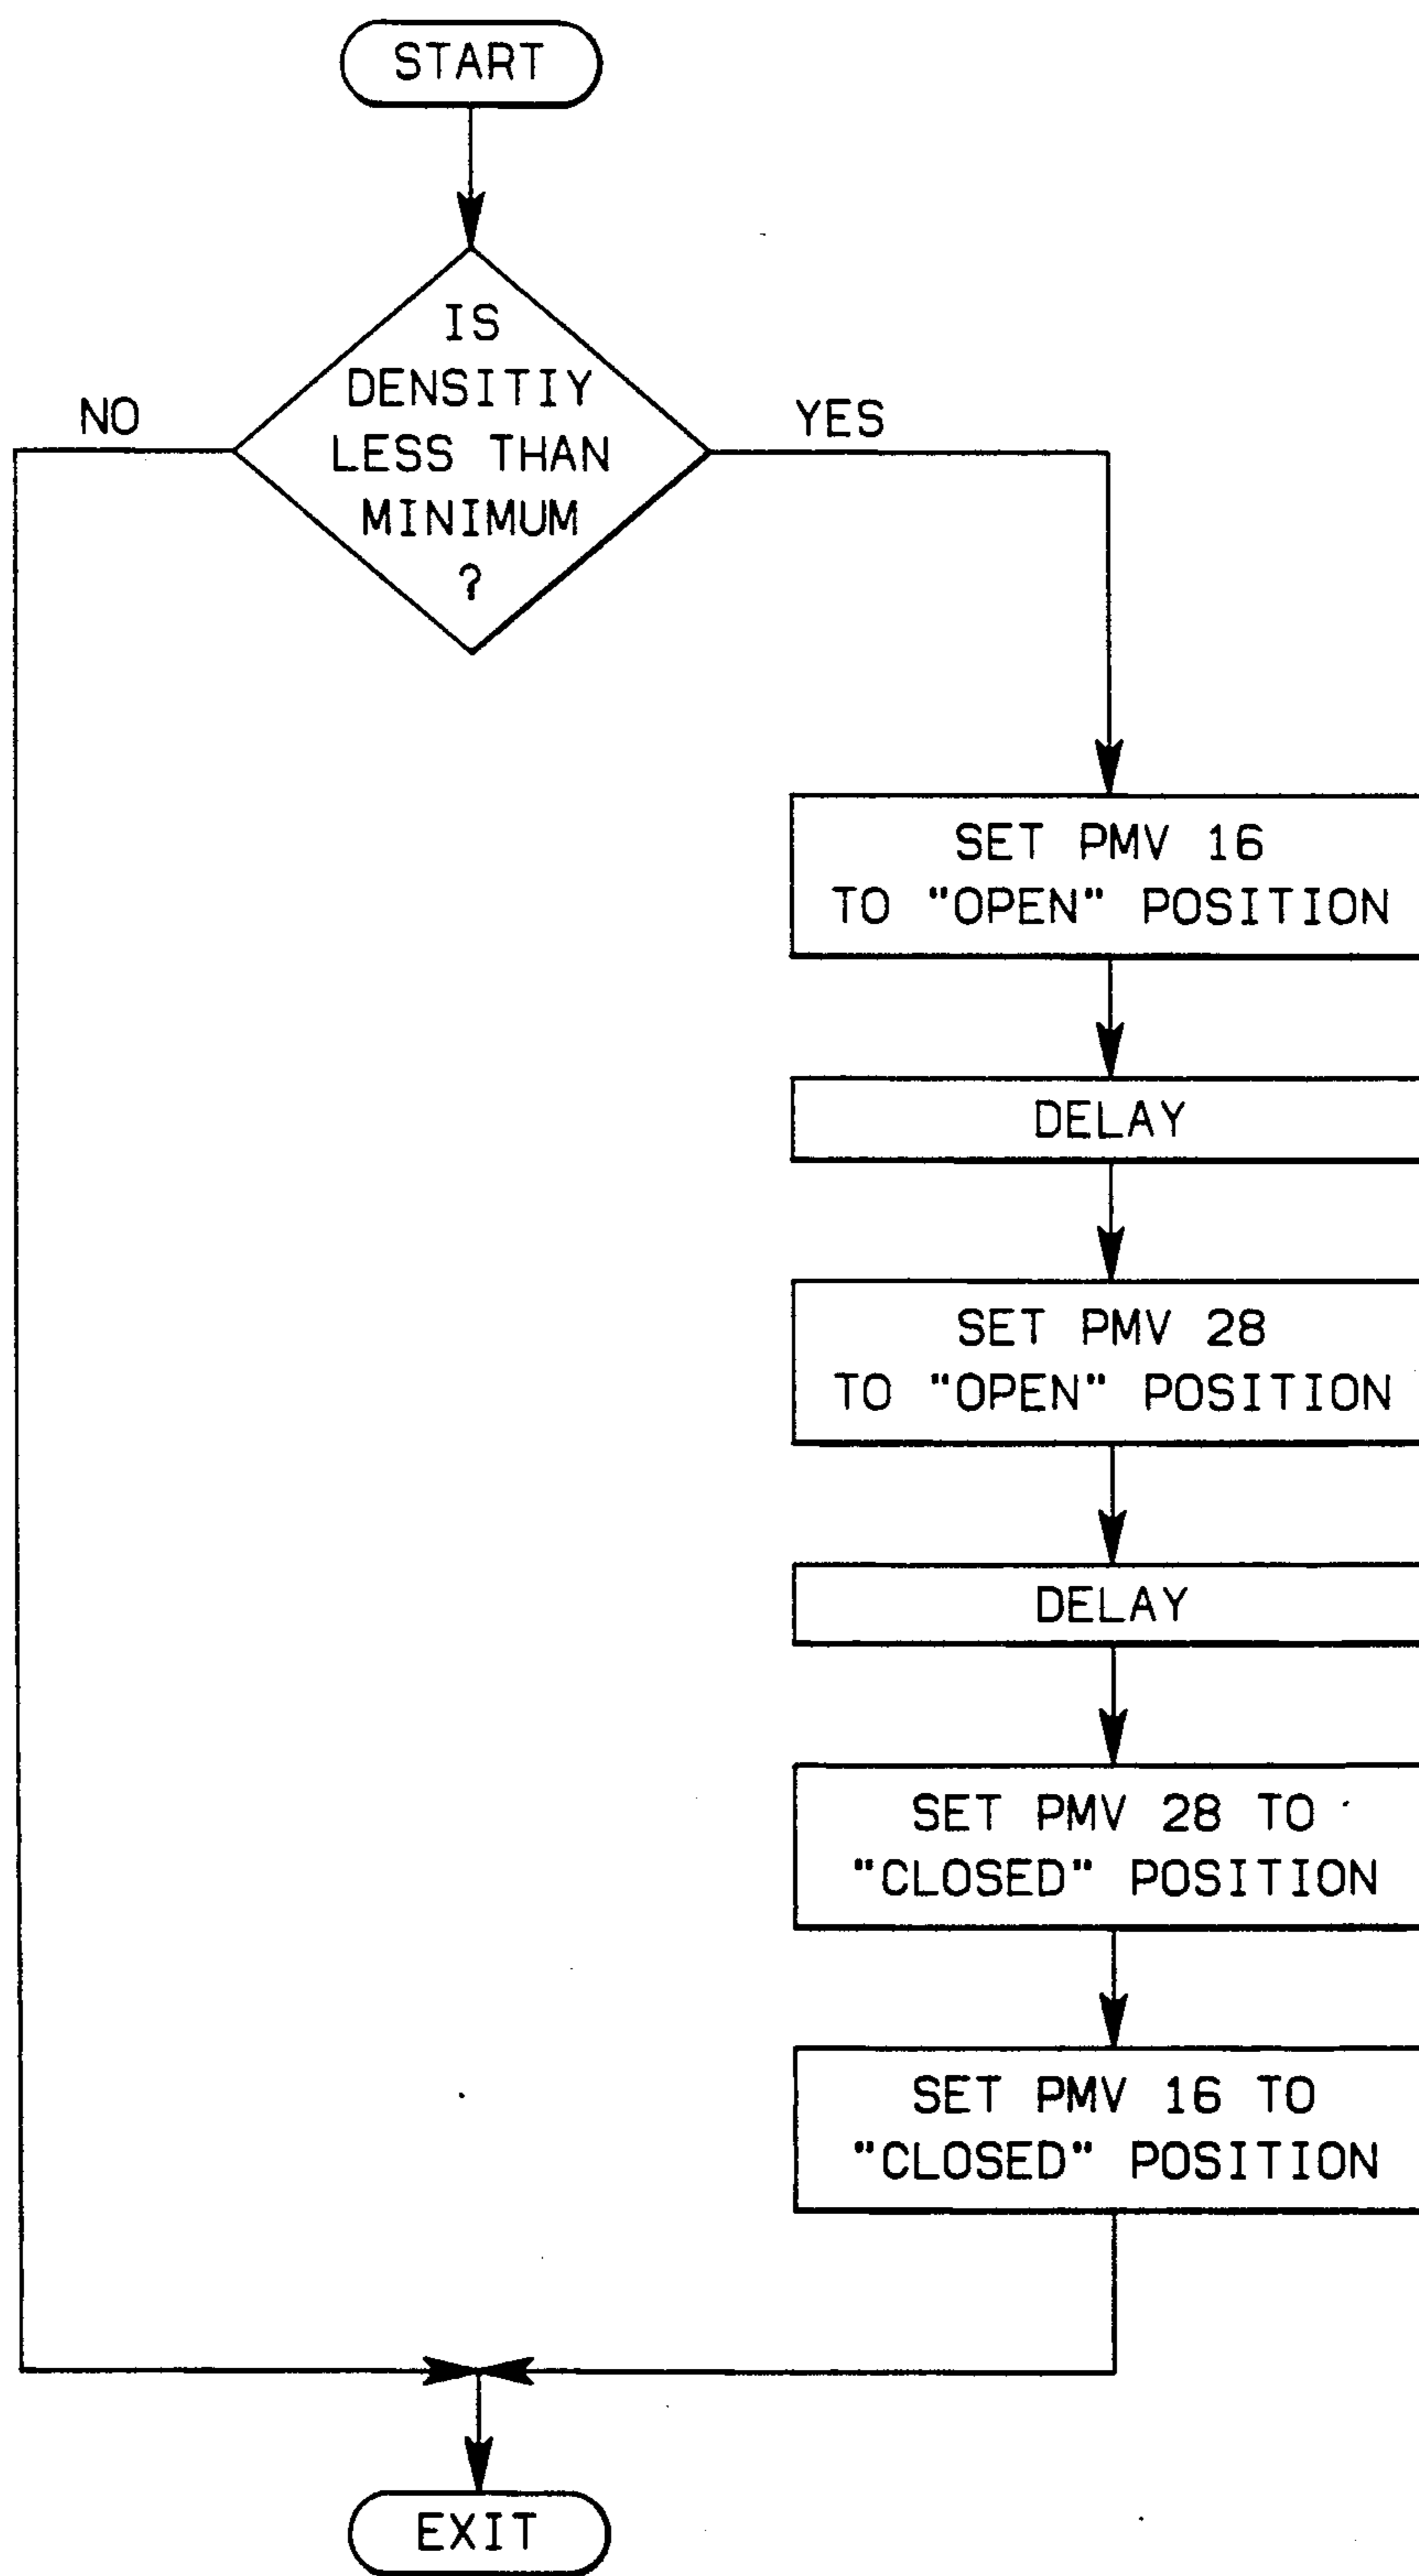 START
IS
DENSITIY
LESS THAN
MINIMUM
?
NO
YES
SET PMV 16
TO "OPEN" POSITION
DELAY
SET PMV 28
TO "OPEN" POSITION
DELAY
SET PMV 28 TO
"CLOSED" POSITION
SET PMV 16 TO
"CLOSED" POSITION
EXIT